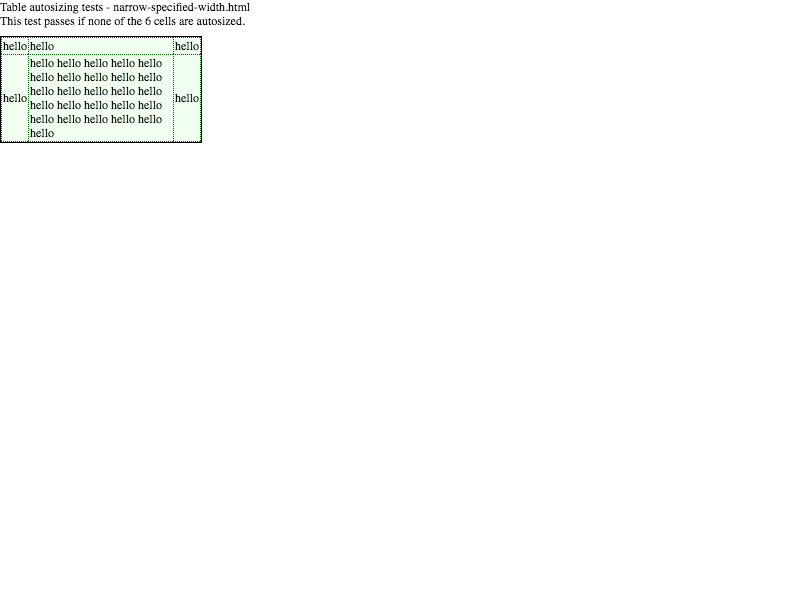 Table autosizing tests - narrow-specified-width.html
This test passes if none of the 6 cells are autosized.
hello hello hello
hello hello hello hello hello
hello hello hello hello hello
hello hello hello hello hello hello hello
hello hello hello hello hello
hello hello hello hello hello
hello